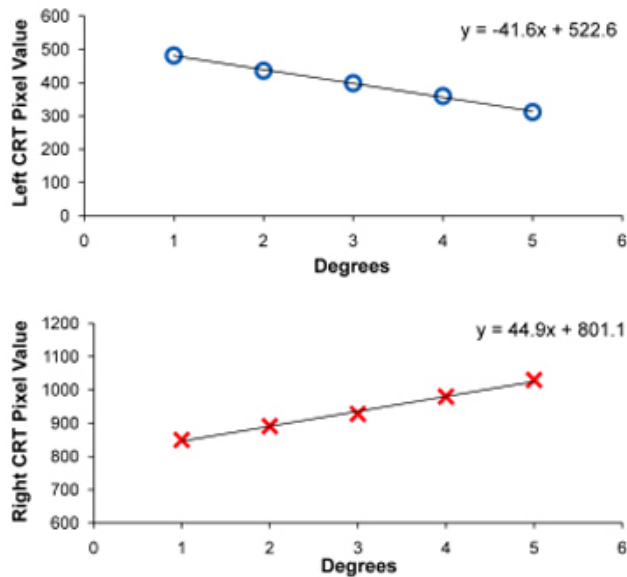 600
y = -41.6x + 522.6
500
400
300
200
100
0
Left CRT Pixel Value
0 1 2 3 4 5 6
Degrees
1200
y = 44.9x + 801.1
1100
1000
900
800
700
600
Right CRT Pixel Value
0 1 2 3 4 5 6
Degrees